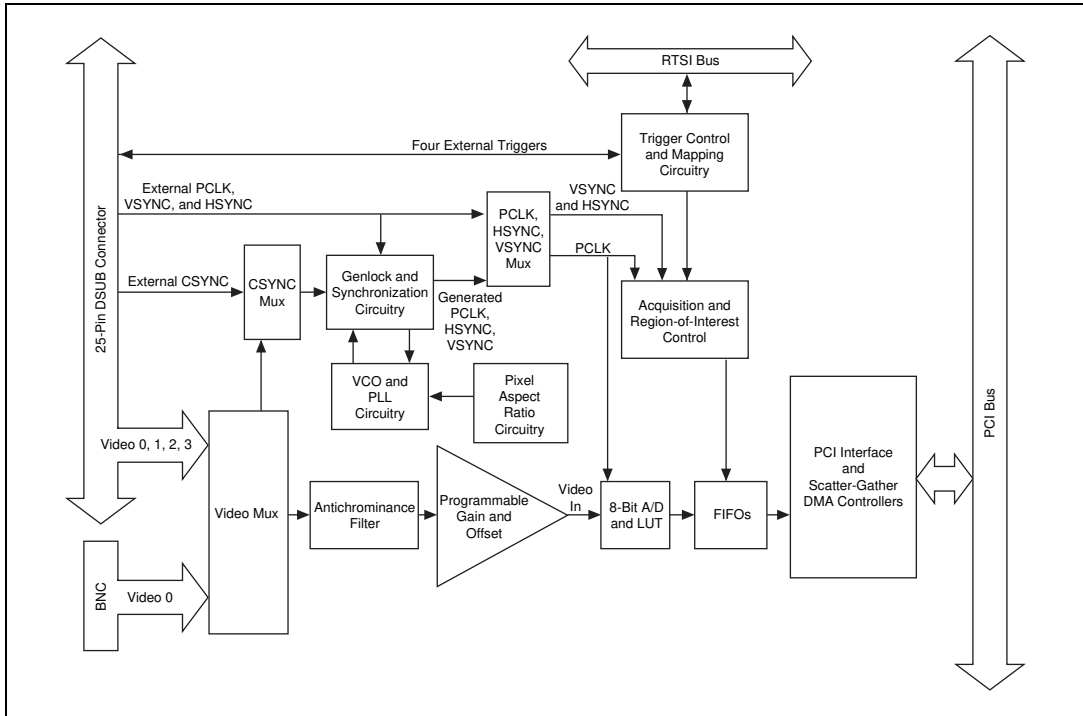 RTSI Bus
Four External Triggers
Trigger Control
and Mapping
Circuitry
25-Pin DSUB Connector
External PCLK,
VSYNC, and HSYNC
PCLK,
HSYNC,
VSYNC
Mux
VSYNC
and HSYNC
PCLK
External CSYNC
CSYNC
Mux
Genlock and
Synchronization
Circuitry
Generated
PCLK,
HSYNC,
VSYNC
Acquisition and
Region-of-Interest
Control
VCO and
PLL
Circuitry
Pixel
Aspect
Ratio
Circuitry
PCI Bus
Video 0, 1, 2, 3
Video Mux
Antichrominance
Filter
Programmable
Gain and
Offset
Video
In
8-Bit A/D
and LUT
FIFOs
PCI Interface
and
Scatter-Gather
DMA Controllers
BNC
Video 0